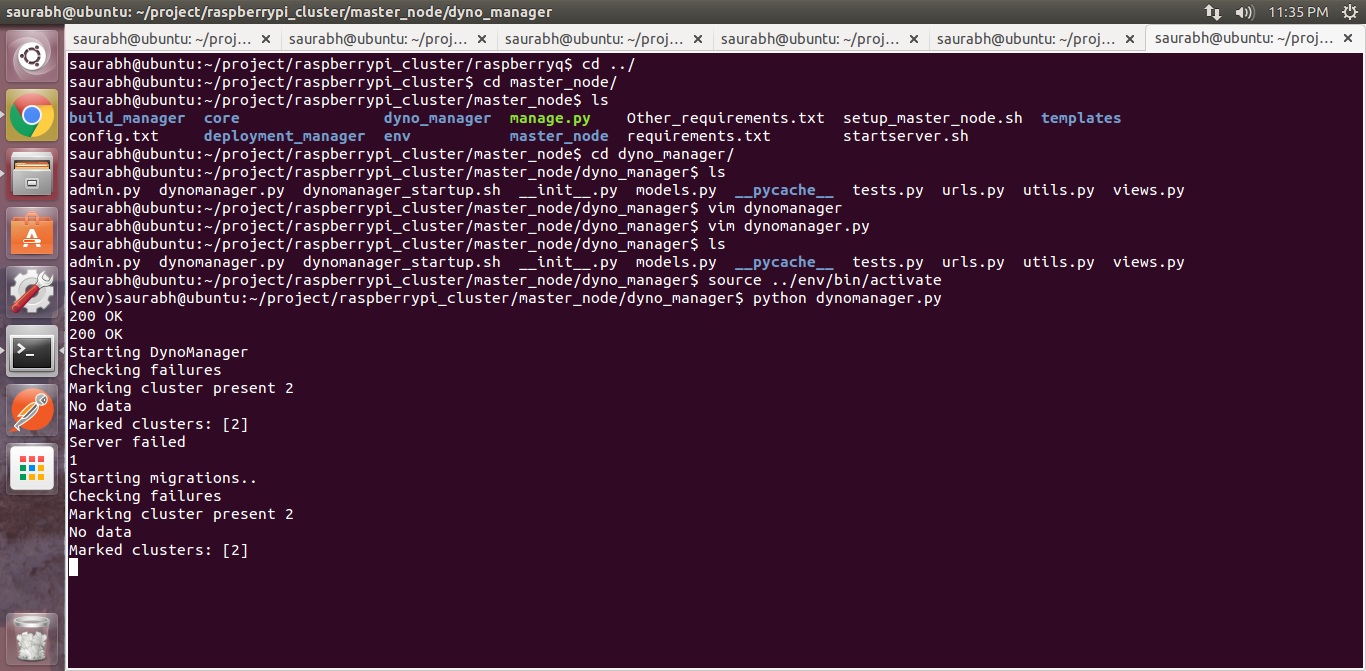 saurabh@ubuntu: ~/project/raspberrypi_cluster/master_node/dyno_manager 11:35 PM
saurabh@ubuntu: ~/proj... × saurabh@ubuntu: ~/proj... × saurabh@ubuntu: ~/proj... × saurabh@ubuntu: ~/proj... × saurabh@ubuntu: ~/proj... × saurabh@ubuntu: ~/proj... ×
saurabh@ubuntu:~/project/raspberrypi_cluster/raspberryq$ cd ../
saurabh@ubuntu:~/project/raspberrypi_cluster$ cd master_node/
saurabh@ubuntu:~/project/raspberrypi_cluster/master_node$ ls
build_manager core dyno_manager manage.py Other_requirements.txt setup_master_node.sh templates
config.txt deployment_manager env master_node requirements.txt startserver.sh
saurabh@ubuntu:~/project/raspberrypi_cluster/master_node$ cd dyno_manager/
saurabh@ubuntu:~/project/raspberrypi_cluster/master_node/dyno_manager$ ls
admin.py dynomanager.py dynomanager_startup.sh __init__.py models.py __pycache__ tests.py urls.py utils.py views.py
saurabh@ubuntu:~/project/raspberrypi_cluster/master_node/dyno_manager$ vim dynomanager
saurabh@ubuntu:~/project/raspberrypi_cluster/master_node/dyno_manager$ vim dynomanager.py
saurabh@ubuntu:~/project/raspberrypi_cluster/master_node/dyno_manager$ ls
admin.py dynomanager.py dynomanager_startup.sh __init__.py models.py __pycache__ tests.py urls.py utils.py views.py
saurabh@ubuntu:~/project/raspberrypi_cluster/master_node/dyno_manager$ source ../env/bin/activate
(env)saurabh@ubuntu:~/project/raspberrypi_cluster/master_node/dyno_manager$ python dynomanager.py
200 OK
200 OK
Starting DynoManager
Checking failures
Marking cluster present 2
No data
Marked clusters: [2]
Server failed
1
Starting migrations..
Checking failures
Marking cluster present 2
No data
Marked clusters: [2]